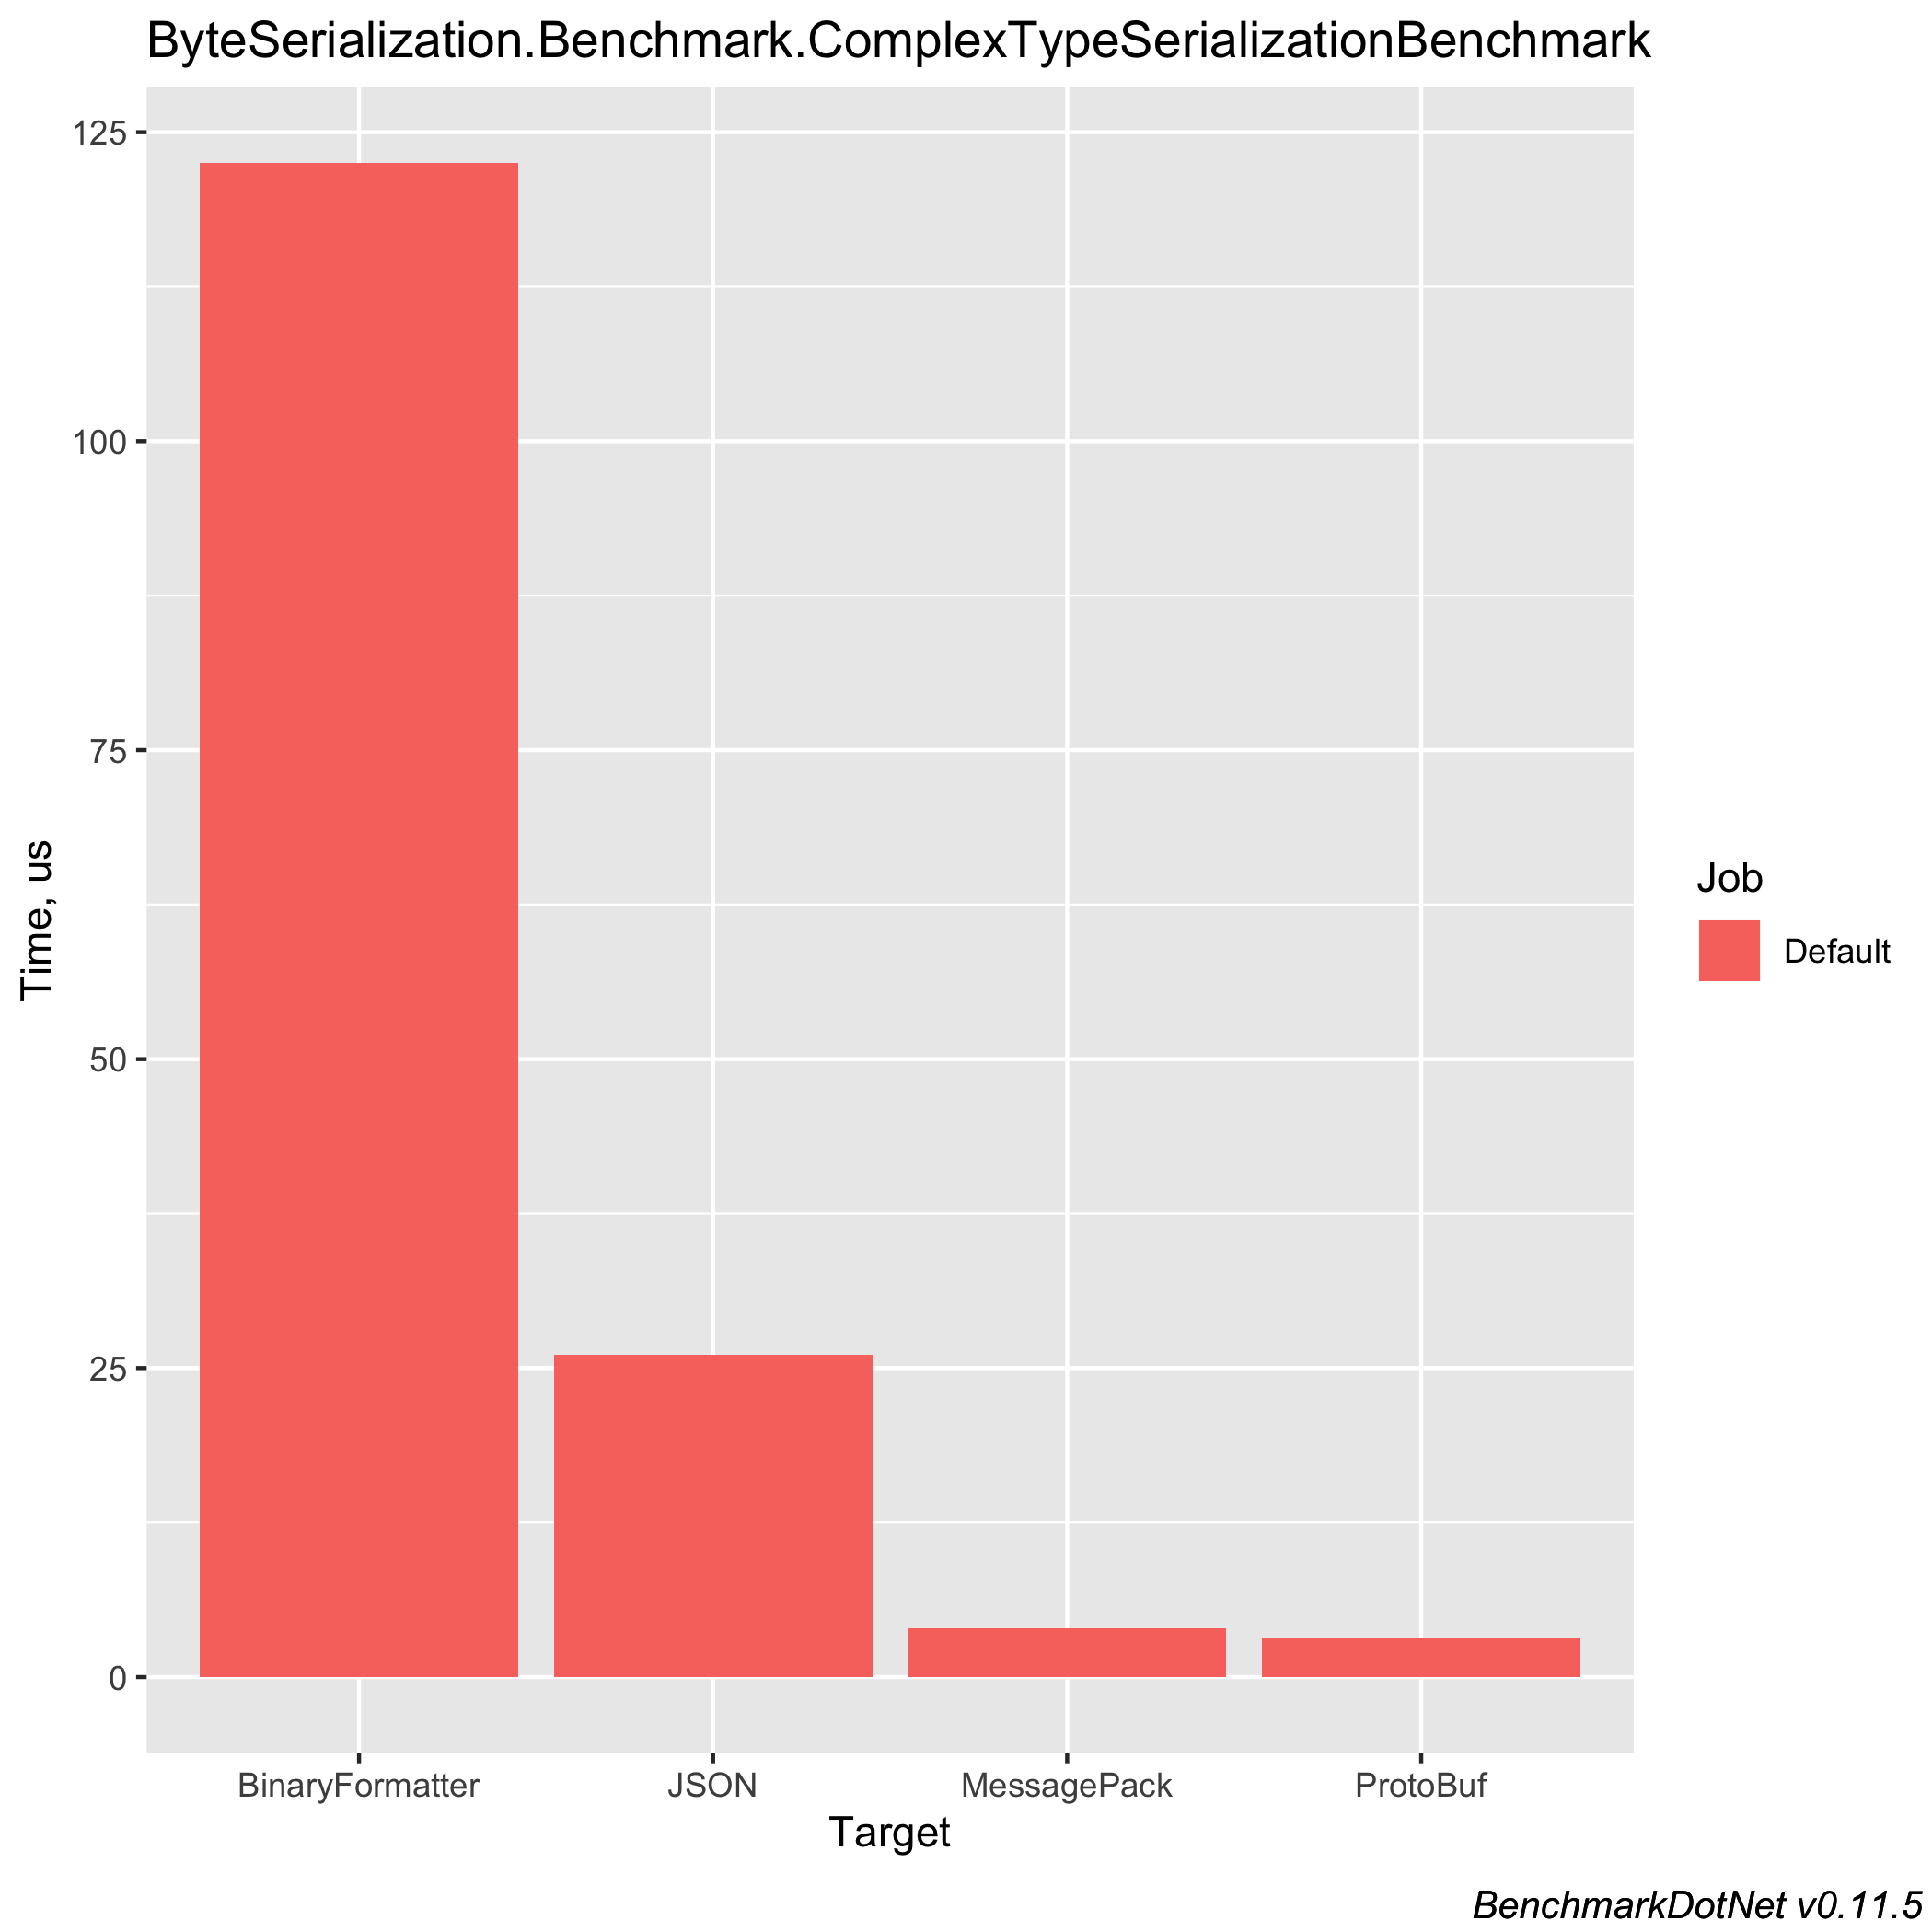 ByteSerialization.Benchmark.ComplexTypeSerializationBenchmark
125
100
75
50
25
0
Time, us
BinaryFormatter JSON MessagePack ProtoBuf
Target
Job
Default
BenchmarkDotNet v0.11.5